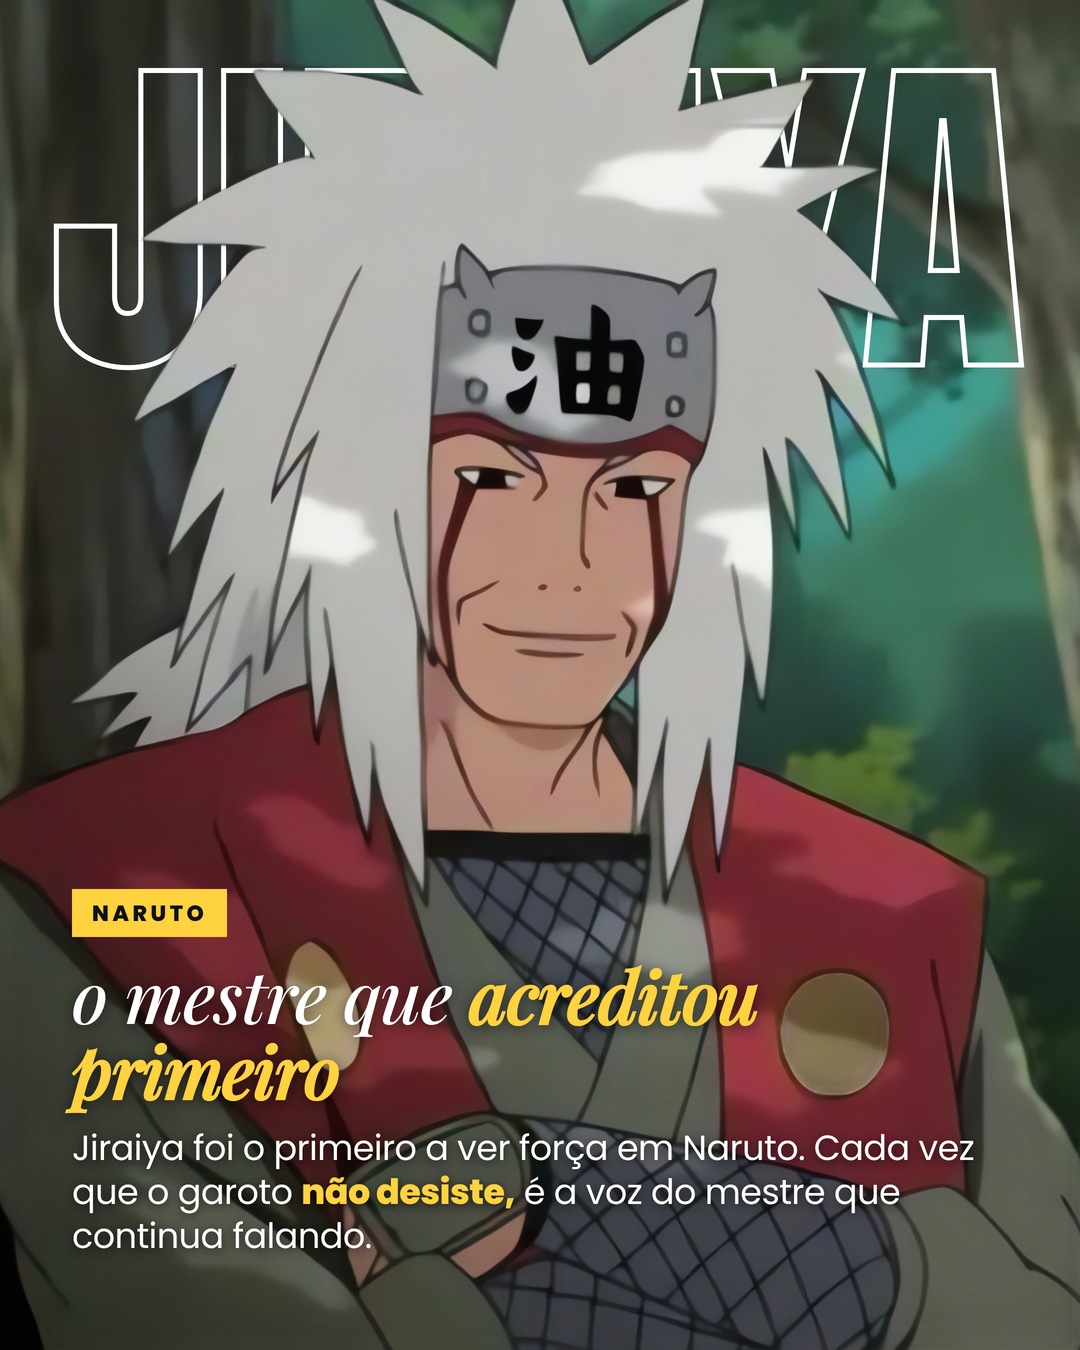 JIRAIYA
油
NARUTO
o mestre que acreditou
primeiro
Jiraiya foi o primeiro a ver força em Naruto. Cada vez
que o garoto não desiste, é a voz do mestre que
continua falando.